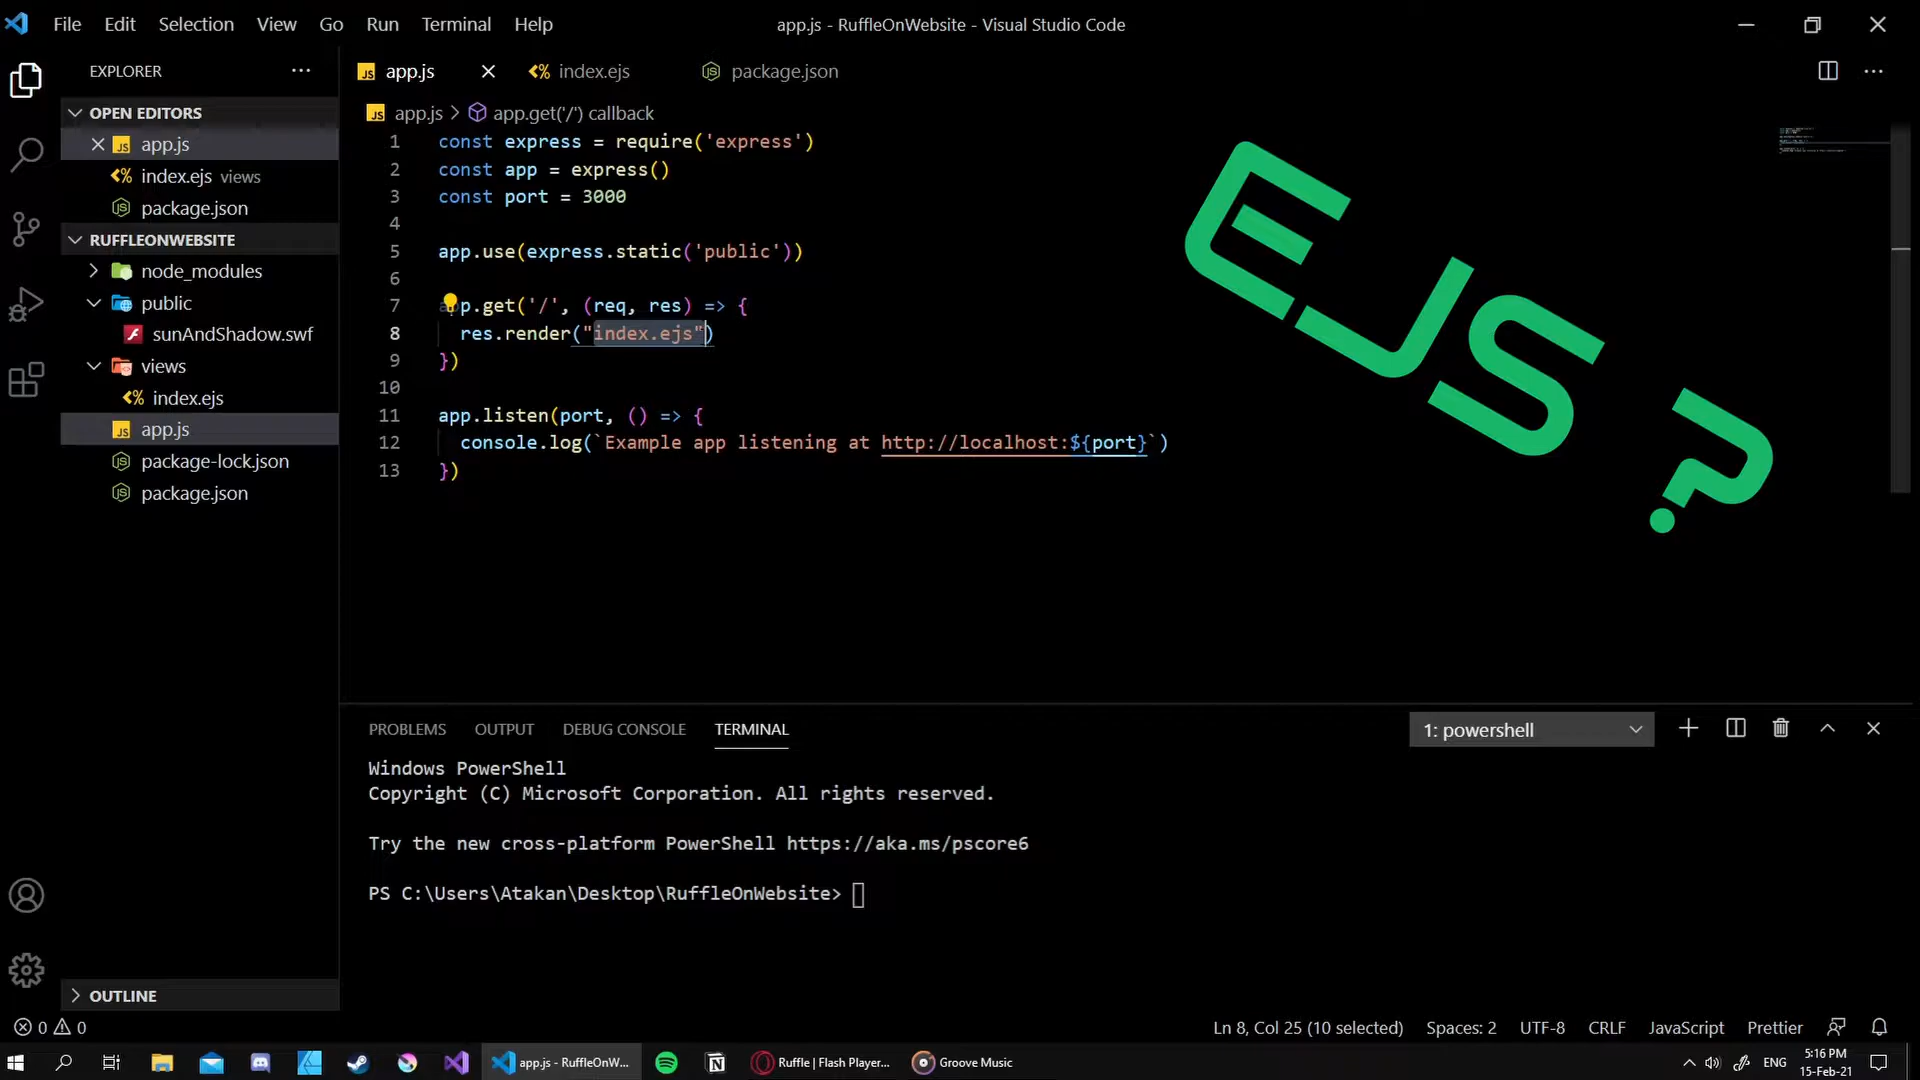 File Edit Selection View Go Run Terminal Help
app.js - RuffleOnWebsite - Visual Studio Code
EXPLORER
OPEN EDITORS
JS app.js
<% index.ejs views
JS package.json
RUFFLEONWEBSITE
node_modules
public
sunAndShadow.swf
views
<% index.ejs
JS app.js
JS package-lock.json
JS package.json
OUTLINE
JS app.js
<% index.ejs
JS package.json
JS app.js > app.get('/') callback
1 const express = require('express')
2 const app = express()
3 const port = 3000
4
5 app.use(express.static('public'))
6
7 app.get('/', (req, res) => {
8 res.render("index.ejs")
9 })
10
11 app.listen(port, () => {
12 console.log(`Example app listening at http://localhost:${port}`)
13 })
EJS ?
PROBLEMS OUTPUT DEBUG CONSOLE TERMINAL
1: powershell
Windows PowerShell
Copyright (C) Microsoft Corporation. All rights reserved.
Try the new cross-platform PowerShell https://aka.ms/pscore6
PS C:\Users\Atakan\Desktop\RuffleOnWebsite>
0 0
Ln 8, Col 25 (10 selected) Spaces: 2 UTF-8 CRLF JavaScript Prettier
app.js - RuffleOnW...
Ruffle | Flash Player...
Groove Music
ENG
5:16 PM
15-Feb-21